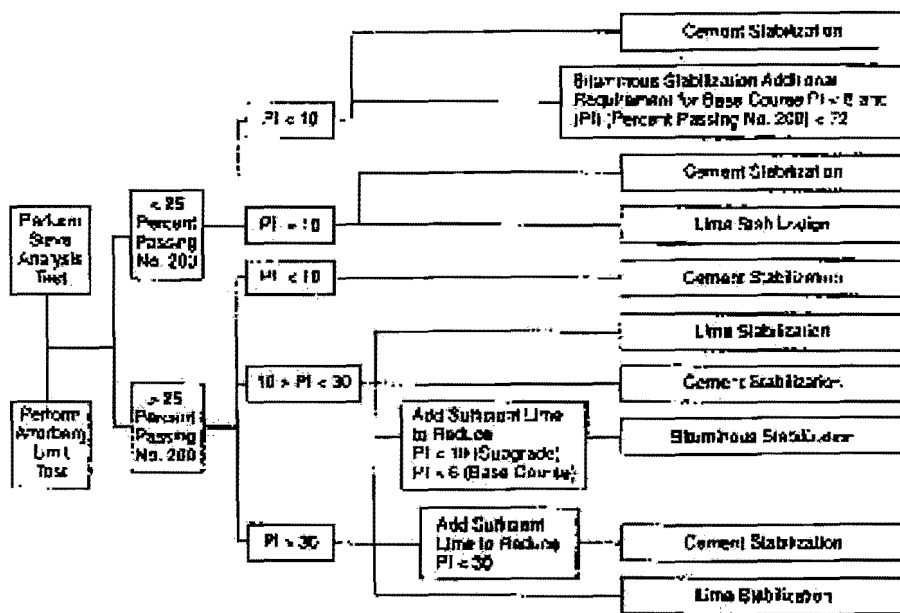 Cement Stabilization
Bituminous Stabilization Additional
Requirement for Base Course PI < 6 and
(PI) (Percent Passing No. 200) < 72
PI < 10
Cement Stabilization
< 25
Percent
Passing
No. 200
PI > 10
Lime Stabilization
Perform
Sieve
Analysis
Test
PI < 10
Cement Stabilization
Lime Stabilization
10 > PI < 30
Cement Stabilization
Perform
Atterberg
Limit
Test
> 25
Percent
Passing
No. 200
Add Sufficient Lime
to Reduce
PI < 10 (Subgrade)
PI < 6 (Base Course)
Bituminous Stabilization
PI > 30
Add Sufficient
Lime to Reduce
PI < 30
Cement Stabilization
Lime Stabilization